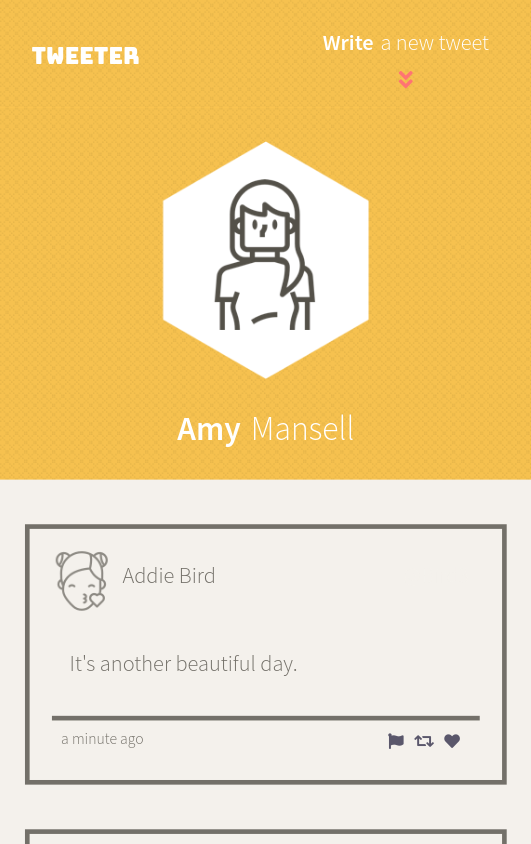 TWEETER
Write a new tweet
Amy Mansell
Addie Bird
It's another beautiful day.
a minute ago